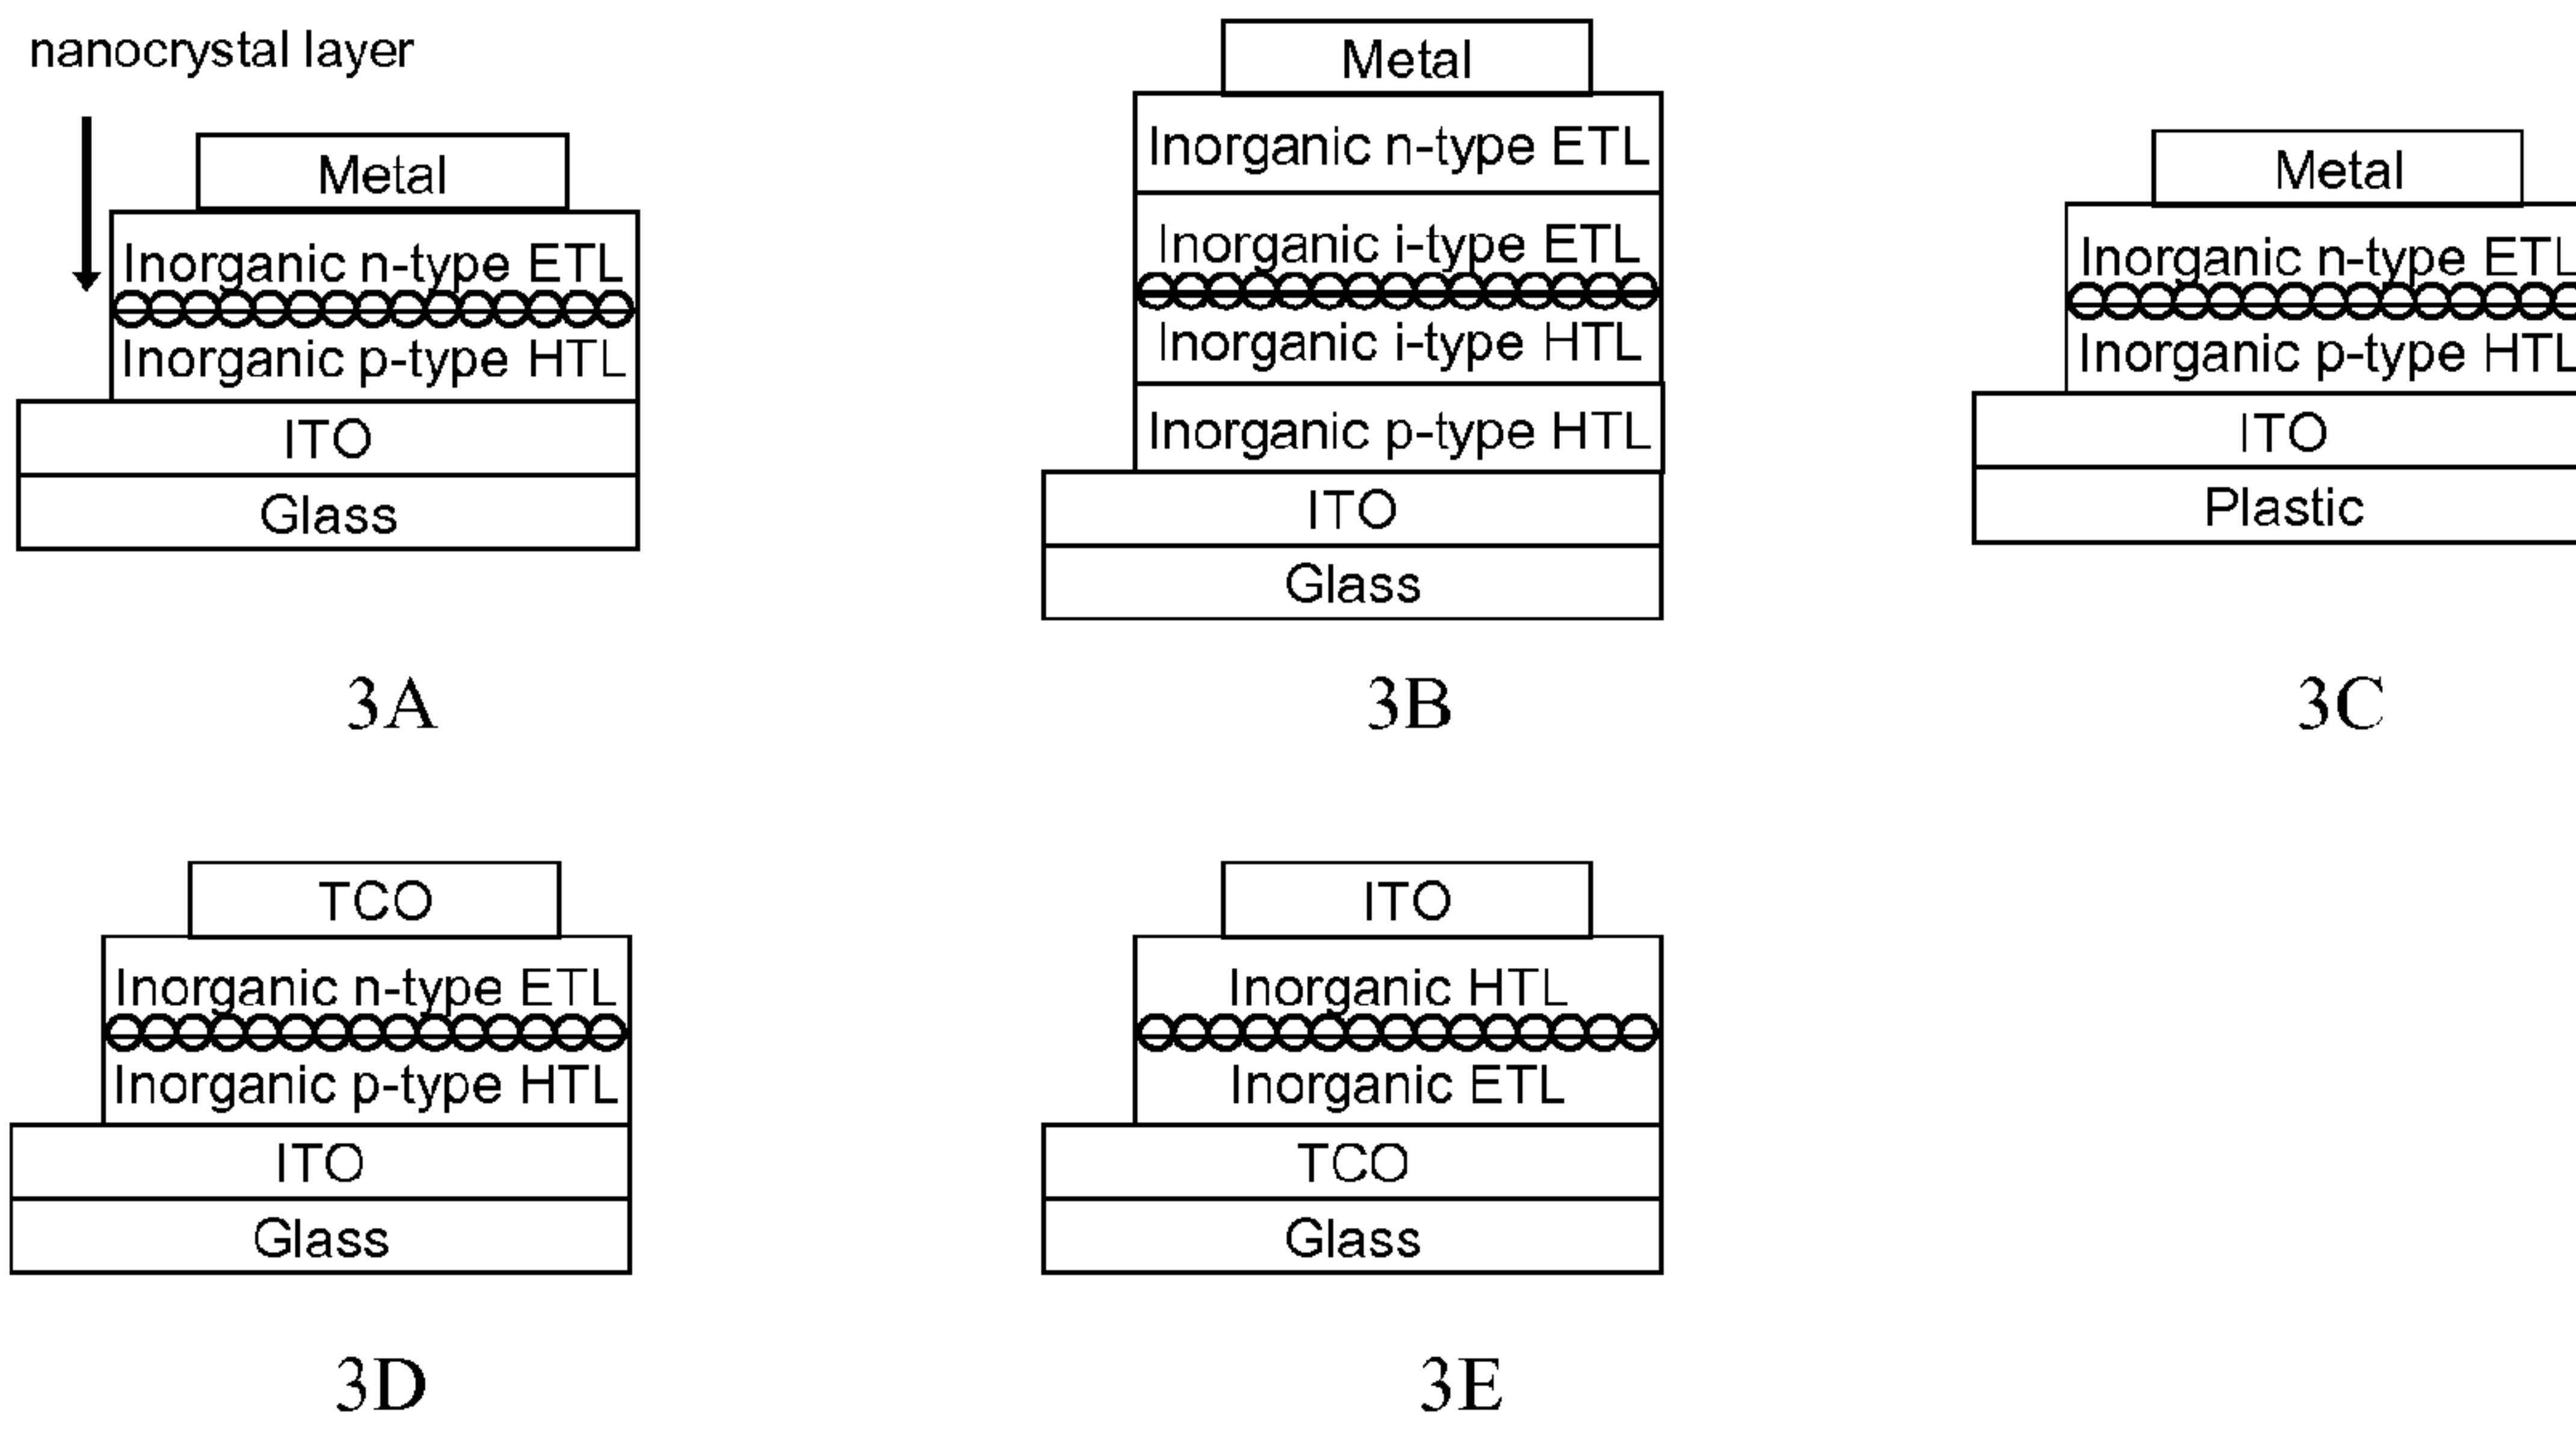 nanocrystal layer
Metal
Inorganic n-type ETL
Inorganic p-type HTL
ITO
Glass
3A
Metal
Inorganic n-type ETL
Inorganic i-type ETL
Inorganic i-type HTL
Inorganic p-type HTL
ITO
Glass
3B
Metal
Inorganic n-type ETL
Inorganic p-type HTL
ITO
Plastic
3C
TCO
Inorganic n-type ETL
Inorganic p-type HTL
ITO
Glass
3D
ITO
Inorganic HTL
Inorganic ETL
TCO
Glass
3E